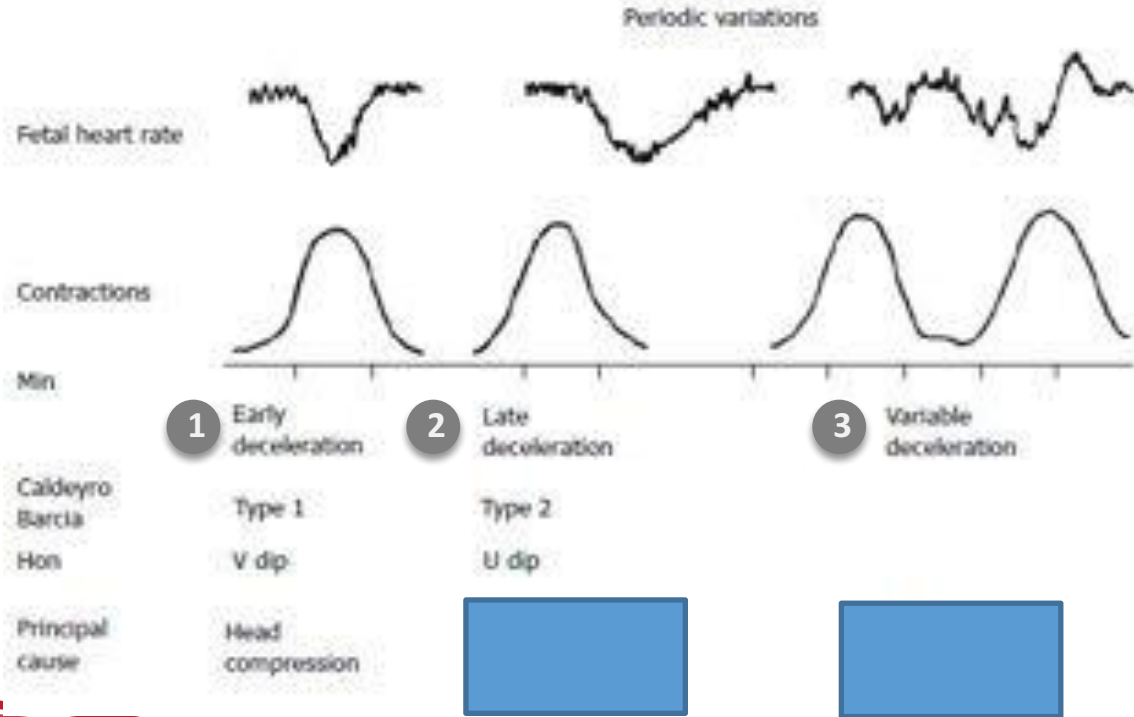 Periodic variations
Fetal heart rate
Contractions
Min
1 Early
deceleration
2 Late
deceleration
3 Variable
deceleration
Caldeyro
Barcia
Type 1
Type 2
Hon
V dip
U dip
Principal
cause
Head
compression